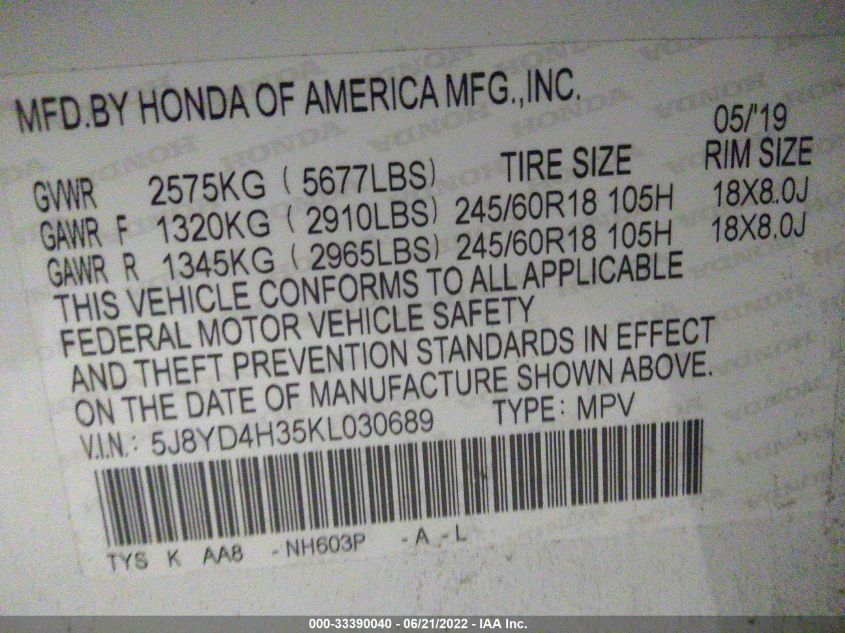 MFD.BY HONDA OF AMERICA MFG.,INC.
05/'19
GVWR 2575KG ( 5677LBS) TIRE SIZE RIM SIZE
GAWR F 1320KG (2910LBS) 245/60R18 105H 18X8.0J
GAWR R 1345KG (2965LBS) 245/60R18 105H 18X8.0J
THIS VEHICLE CONFORMS TO ALL APPLICABLE
FEDERAL MOTOR VEHICLE SAFETY
AND THEFT PREVENTION STANDARDS IN EFFECT
ON THE DATE OF MANUFACTURE SHOWN ABOVE.
V.I.N.: 5J8YD4H35KL030689 TYPE: MPV
TYS K AA8 -NH603P -A -L
000-33390040 - 06/21/2022 - IAA Inc.